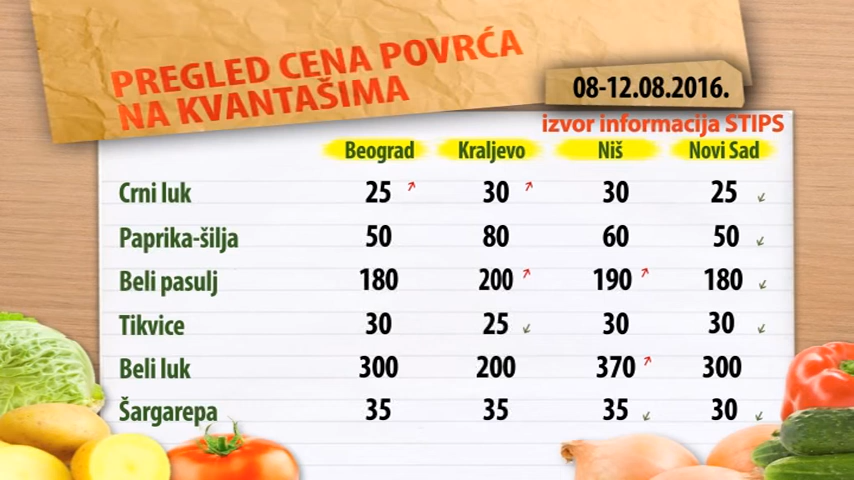 PREGLED CENA POVRĆA
NA KVANTAŠIMA
08-12.08.2016.
izvor informacija STIPS
Beograd Kraljevo Niš Novi Sad
Crni luk 25 30 30 25
Paprika-šilja 50 80 60 50
Beli pasulj 180 200 190 180
Tikvice 30 25 30 30
Beli luk 300 200 370 300
Šargarepa 35 35 35 30